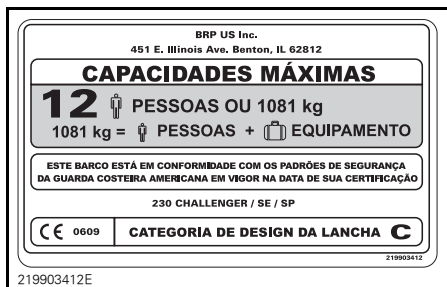 BRP US Inc.
451 E. Illinois Ave. Benton, IL 62812
CAPACIDADES MÁXIMAS
12 PESSOAS OU 1081 kg
1081 kg = PESSOAS + EQUIPAMENTO
ESTE BARCO ESTÁ EM CONFORMIDADE COM OS PADRÕES DE SEGURANÇA
DA GUARDA COSTEIRA AMERICANA EM VIGOR NA DATA DE SUA CERTIFICAÇÃO
230 CHALLENGER / SE / SP
CE 0609 CATEGORIA DE DESIGN DA LANCHA C
219903412
219903412E